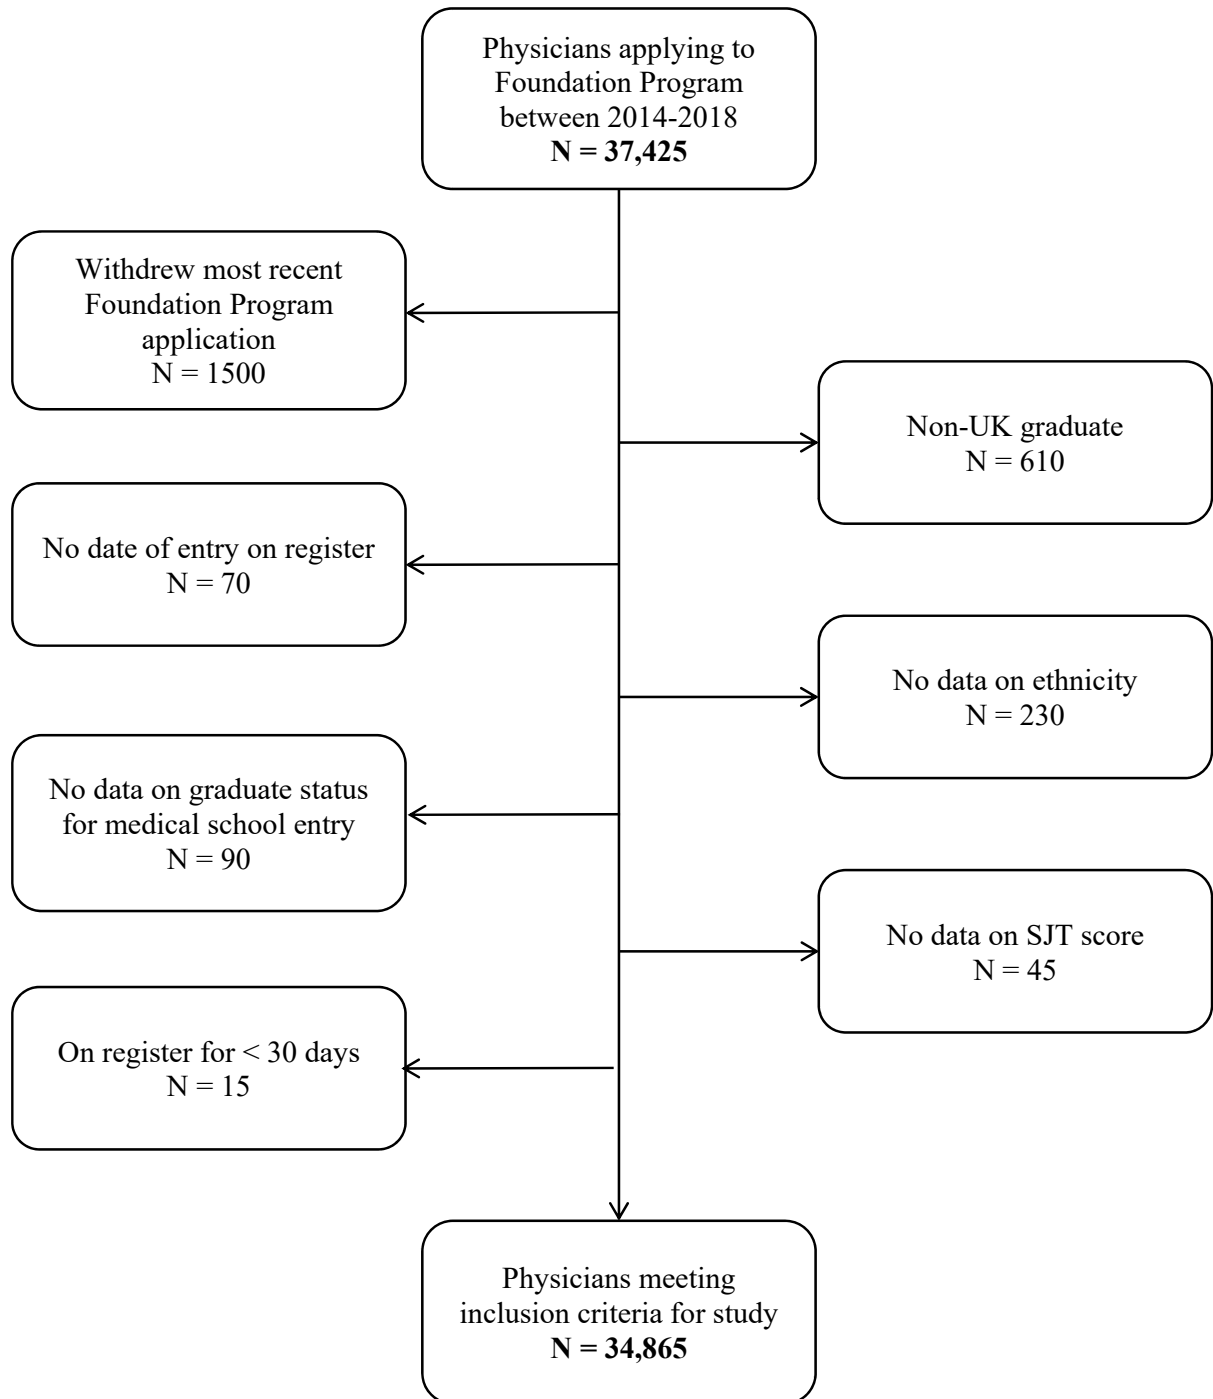 Physicians applying to
Foundation Program
between 2014-2018
N = 37,425
Withdrew most recent
Foundation Program
application
N = 1500
Non-UK graduate
N = 610
No date of entry on register
N = 70
No data on ethnicity
N = 230
No data on graduate status
for medical school entry
N = 90
No data on SJT score
N = 45
On register for < 30 days
N = 15
Physicians meeting
inclusion criteria for study
N = 34,865